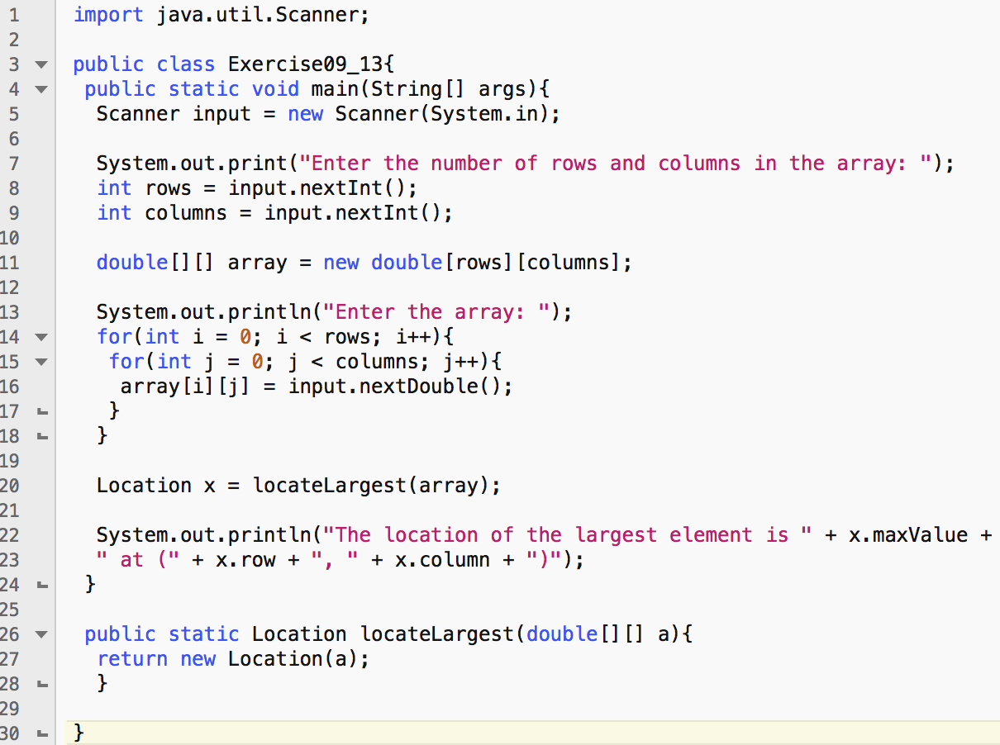 1 import java.util.Scanner;
2
3 public class Exercise09_13{
4 public static void main(String[] args){
5 Scanner input = new Scanner(System.in);
6
7 System.out.print("Enter the number of rows and columns in the array: ");
8 int rows = input.nextInt();
9 int columns = input.nextInt();
10
11 double[][] array = new double[rows][columns];
12
13 System.out.println("Enter the array: ");
14 for(int i = 0; i < rows; i++){
15 for(int j = 0; j < columns; j++){
16 array[i][j] = input.nextDouble();
17 }
18 }
19
20 Location x = locateLargest(array);
21
22 System.out.println("The location of the largest element is " + x.maxValue +
23 " at (" + x.row + ", " + x.column + ")");
24 }
25
26 public static Location locateLargest(double[][] a){
27 return new Location(a);
28 }
29
30 }